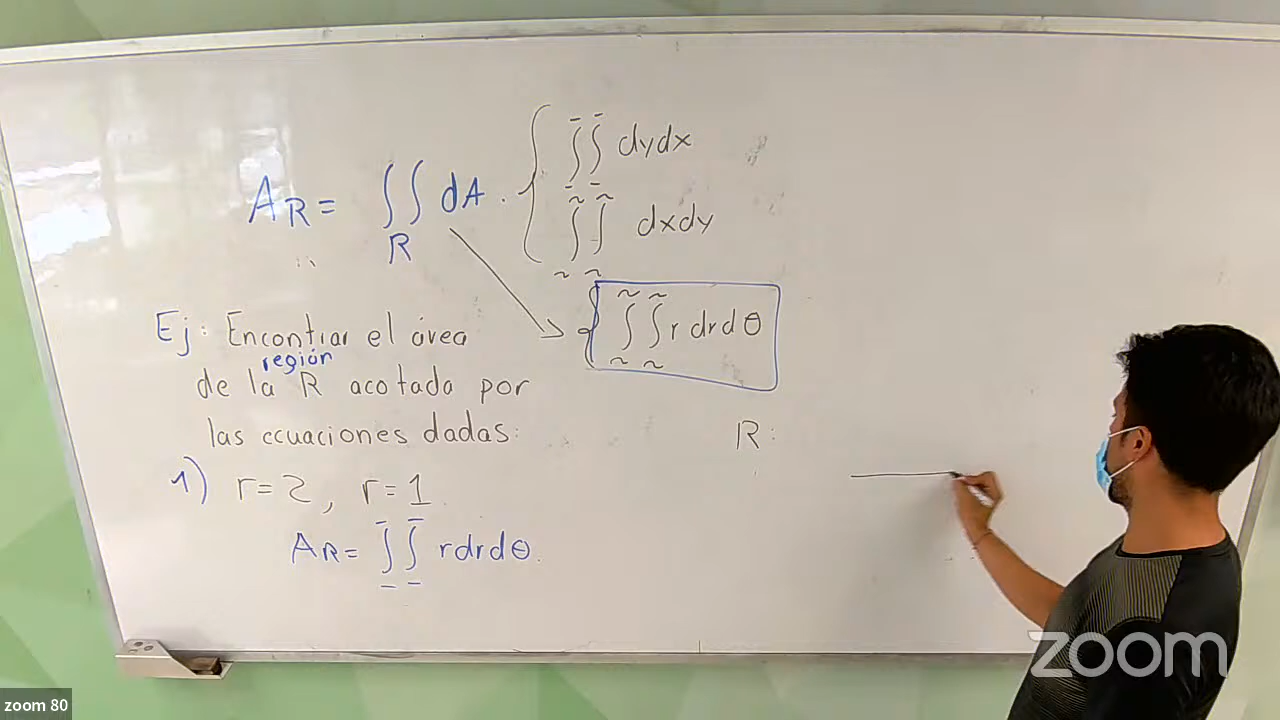 A_R = ∫∫_R dA . { ∫∫ dydx
∫∫ dxdy
∫∫ r dr dθ
Ej: Encontrar el área
región
de la R acotada por
las ecuaciones dadas:
R:
1) r=2, r=1
A_R = ∫∫ r dr dθ.
zoom
zoom 80